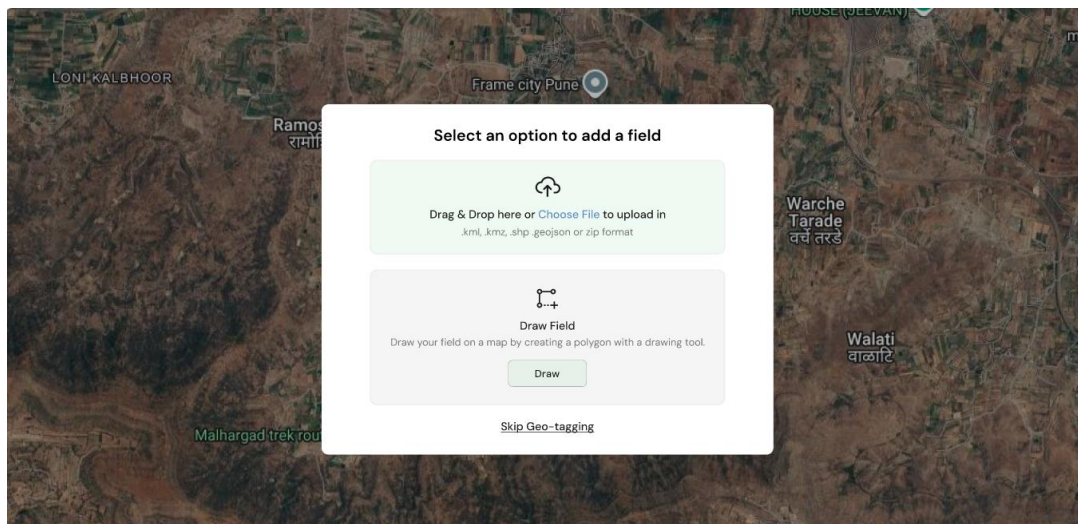 HOUSE (JEEVAN)
LONI KALBHOOR
Frame city Pune
Select an option to add a field
Drag & Drop here or Choose File to upload in
.kml, .kmz, .shp .geojson or zip format
Warche
Tarade
वर्चे तरडे
Draw Field
Draw your field on a map by creating a polygon with a drawing tool.
Walati
वाळाटि
Draw
Skip Geo-tagging
Malhargad trek